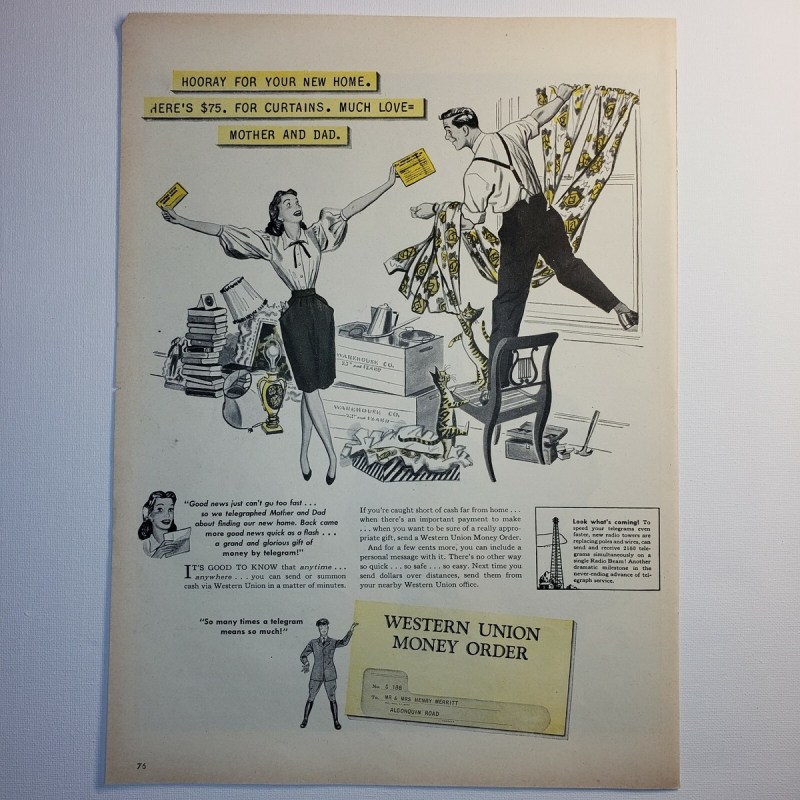 HOORAY FOR YOUR NEW HOME.
HERE'S $75. FOR CURTAINS. MUCH LOVE=
MOTHER AND DAD.
WAREHOUSE CO.
WAREHOUSE CO.
"Good news just can't go too fast . . .
so we telegraphed Mother and Dad
about finding our new home. Back came
more good news quick as a flash . . .
a grand and glorious gift of
money by telegram!"
IT'S GOOD TO KNOW that anytime . . .
anywhere . . . you can send or summon
cash via Western Union in a matter of minutes.
If you're caught short of cash far from home . . .
when there's an important payment to make
. . . when you want to be sure of a really appro-
priate gift, send a Western Union Money Order.
And for a few cents more, you can include a
personal message with it. There's no other way
so quick . . . so safe . . . so easy. Next time you
send dollars over distances, send them from
your nearby Western Union office.
Look what's coming! To
speed your telegrams even
faster, new radio towers are
replacing poles and wires, can
send and receive 2160 tele-
grams simultaneously on a
single Radio Beam! Another
dramatic milestone in the
never-ending advance of tel-
egraph service.
"So many times a telegram
means so much!"
WESTERN UNION
MONEY ORDER
No. G 188
To. MR & MRS HENRY MERRITT
ALGONQUIN ROAD
76